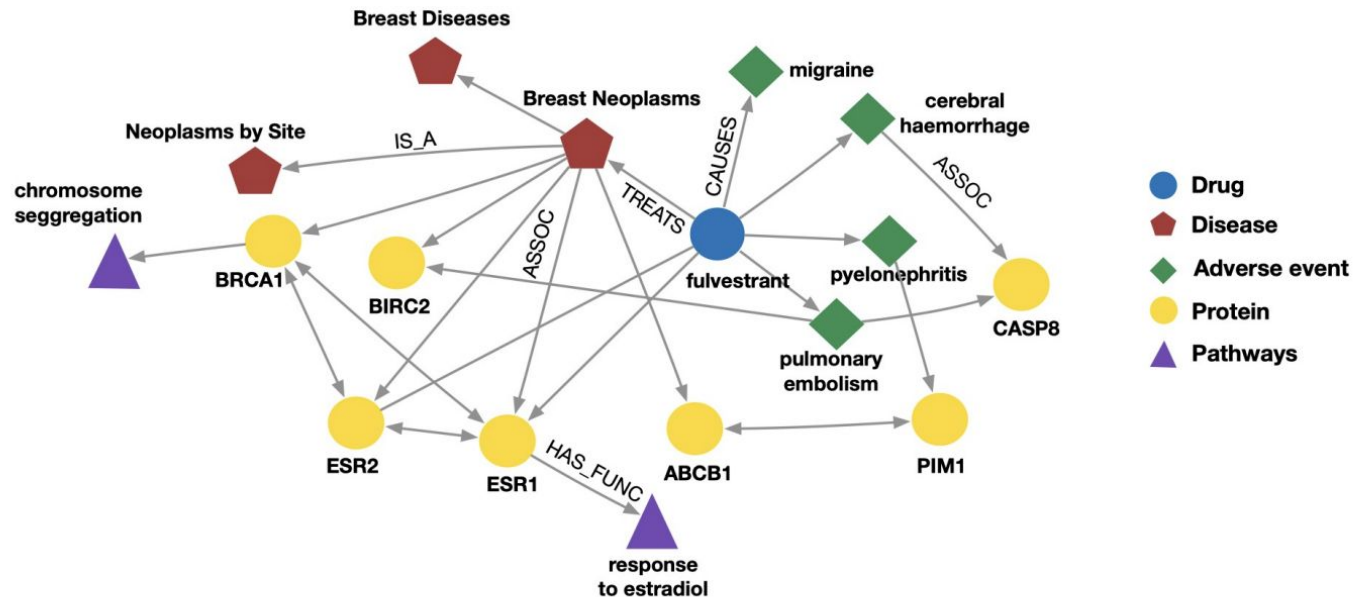 Breast Diseases
migraine
Breast Neoplasms
cerebral
haemorrhage
Neoplasms by Site
IS_A
CAUSES
ASSOC
chromosome
seggregation
TREATS
Drug
Disease
Adverse event
Protein
Pathways
ASSOC
BRCA1
BIRC2
fulvestrant
pyelonephritis
CASP8
pulmonary
embolism
ESR2
ESR1
HAS_FUNC
ABCB1
PIM1
response
to estradiol